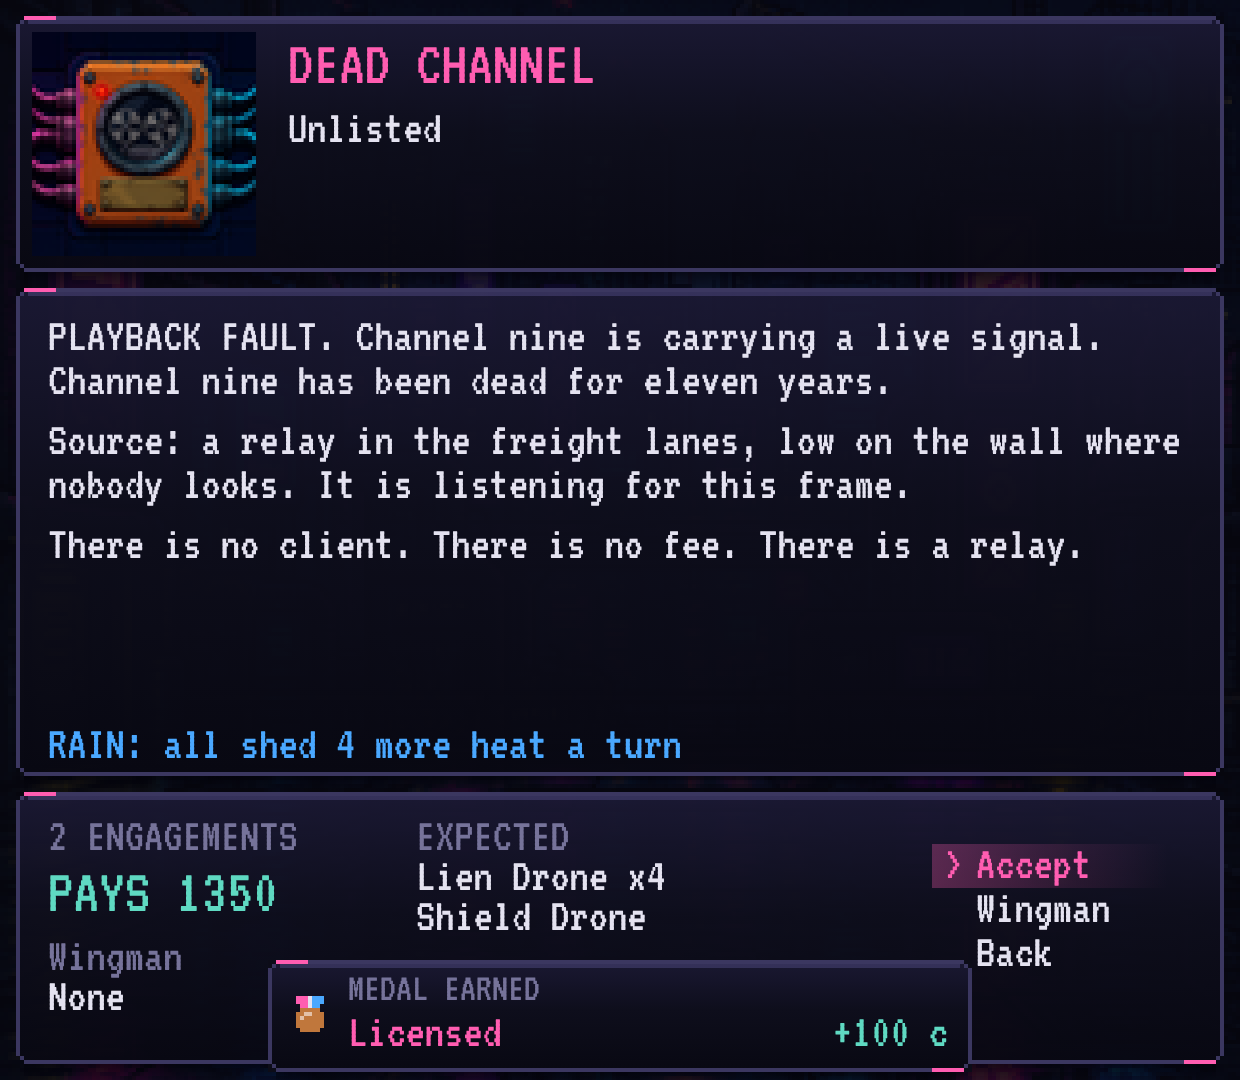 DEAD CHANNEL
Unlisted
PLAYBACK FAULT. Channel nine is carrying a live signal.
Channel nine has been dead for eleven years.
Source: a relay in the freight lanes, low on the wall where
nobody looks. It is listening for this frame.
There is no client. There is no fee. There is a relay.
RAIN: all shed 4 more heat a turn
2 ENGAGEMENTS
PAYS 1350
Wingman
None
EXPECTED
Lien Drone x4
Shield Drone
> Accept
Wingman
Back
MEDAL EARNED
Licensed +100 c